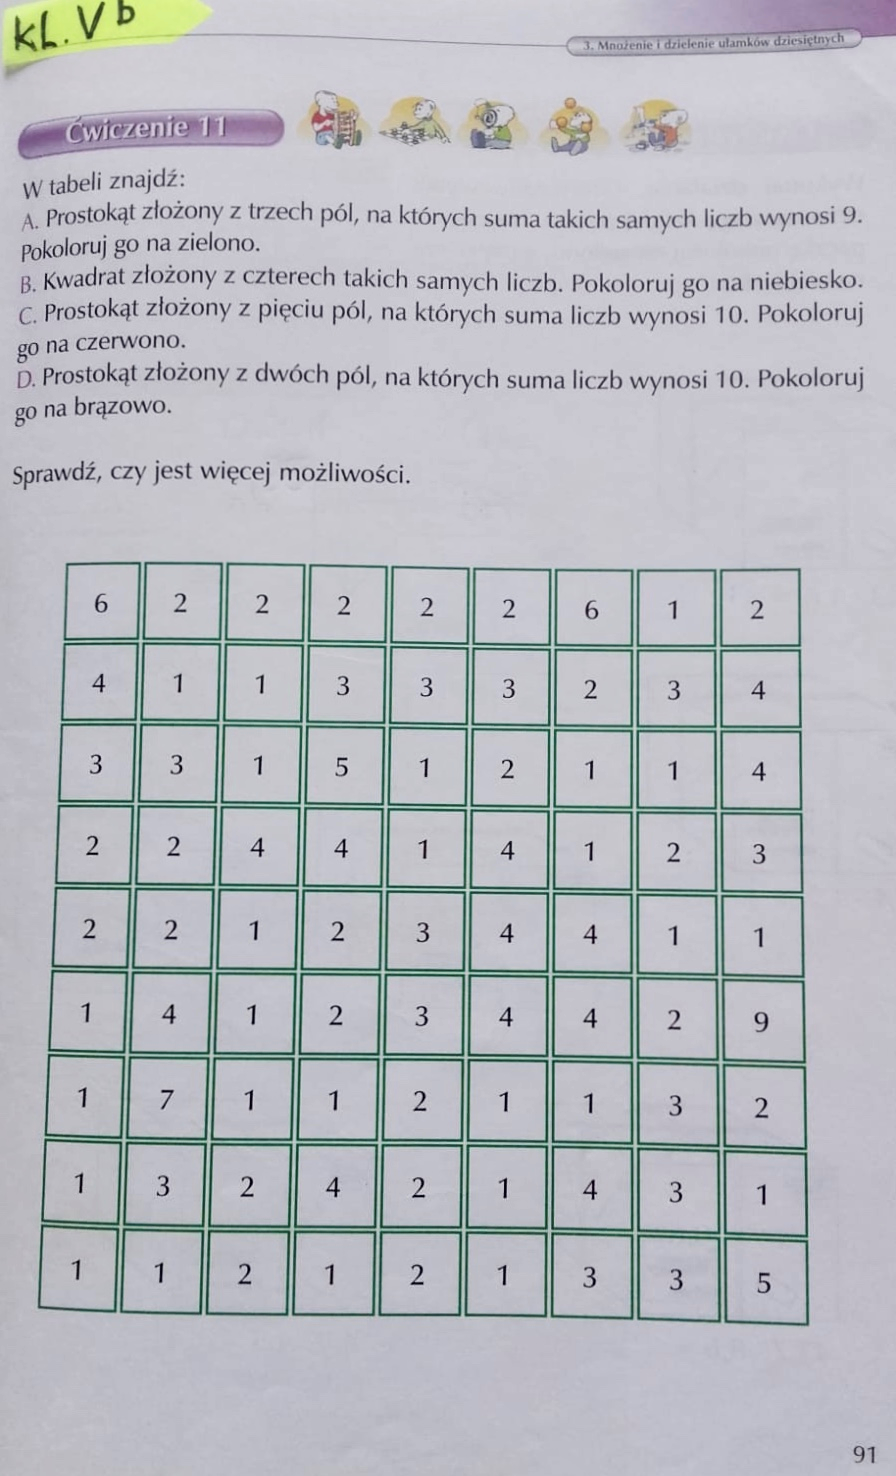 KL. V b
3. Mnożenie i dzielenie ułamków dziesiętnych
Ćwiczenie 11
W tabeli znajdź:
A. Prostokąt złożony z trzech pól, na których suma takich samych liczb wynosi 9.
Pokoloruj go na zielono.
B. Kwadrat złożony z czterech takich samych liczb. Pokoloruj go na niebiesko.
C. Prostokąt złożony z pięciu pól, na których suma liczb wynosi 10. Pokoloruj
go na czerwono.
D. Prostokąt złożony z dwóch pól, na których suma liczb wynosi 10. Pokoloruj
go na brązowo.
Sprawdź, czy jest więcej możliwości.
6 2 2 2 2 2 6 1 2
4 1 1 3 3 3 2 3 4
3 3 1 5 1 2 1 1 4
2 2 4 4 1 4 1 2 3
2 2 1 2 3 4 4 1 1
1 4 1 2 3 4 4 2 9
1 7 1 1 2 1 1 3 2
1 3 2 4 2 1 4 3 1
1 1 2 1 2 1 3 3 5
91